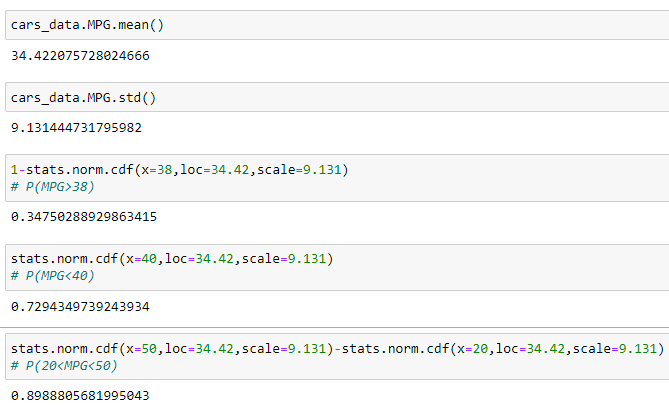 cars_data.MPG.mean()
34.422075728024666
cars_data.MPG.std()
9.131444731795982
1-stats.norm.cdf(x=38,loc=34.42,scale=9.131)
# P(MPG>38)
0.34750288929863415
stats.norm.cdf(x=40,loc=34.42,scale=9.131)
# P(MPG<40)
0.7294349739243934
stats.norm.cdf(x=50,loc=34.42,scale=9.131)-stats.norm.cdf(x=20,loc=34.42,scale=9.131)
# P(20<MPG<50)
0.8988805681995043